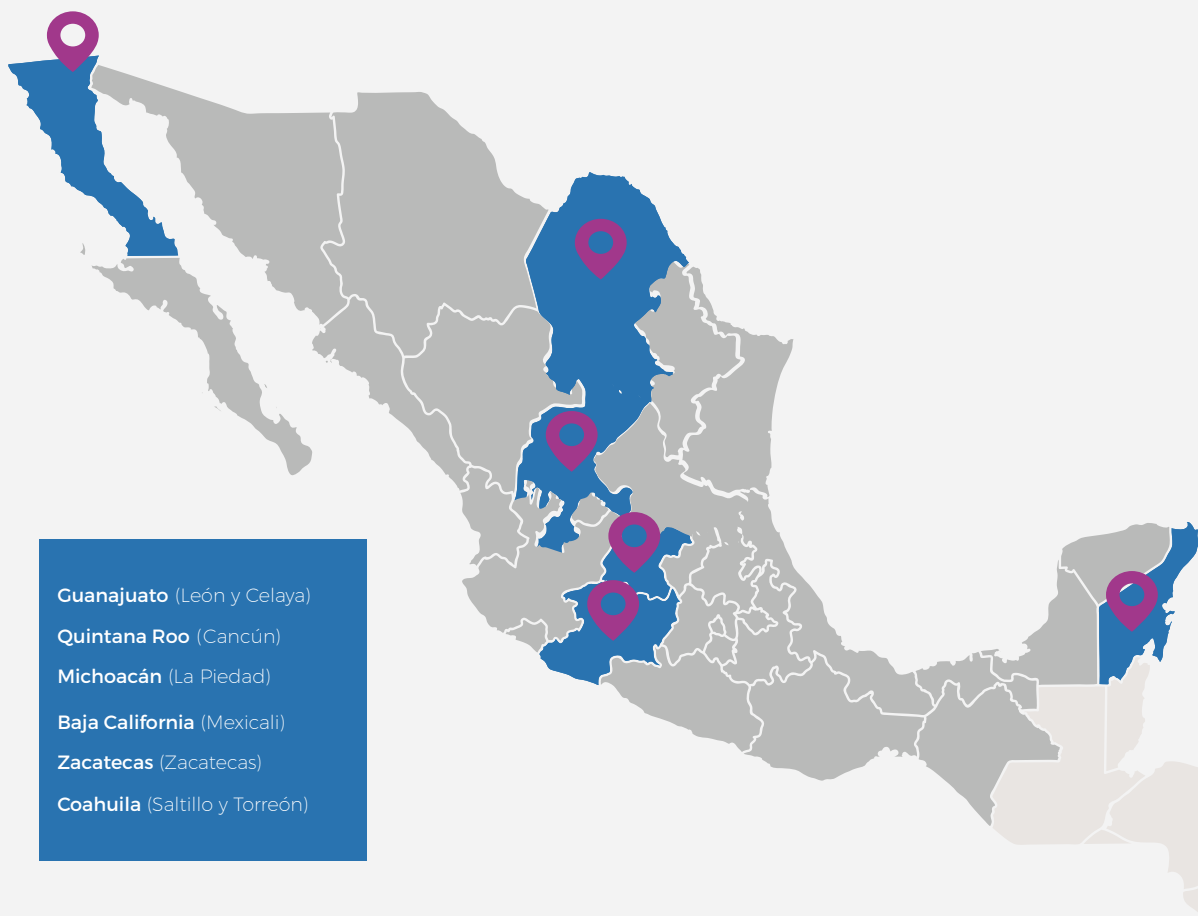 Guanajuato (León y Celaya)
Quintana Roo (Cancún)
Michoacán (La Piedad)
Baja California (Mexicali)
Zacatecas (Zacatecas)
Coahuila (Saltillo y Torreón)